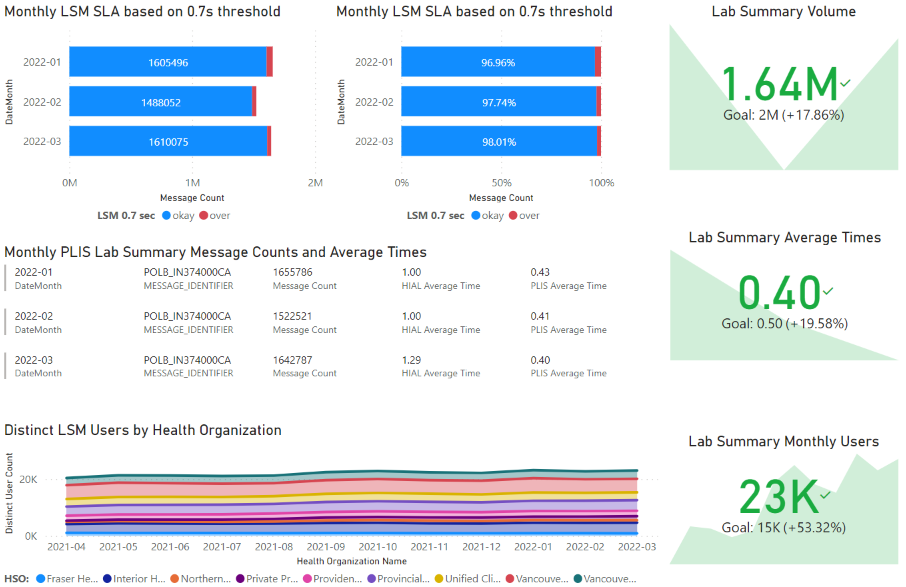 Monthly LSM SLA based on 0.7s threshold
2022-01
1605496
2022-02
1488052
2022-03
1610075
DateMonth
0M 1M 2M
Message Count
LSM 0.7 sec okay over
Monthly LSM SLA based on 0.7s threshold
2022-01
96.96%
2022-02
97.74%
2022-03
98.01%
DateMonth
0% 50% 100%
Message Count
LSM 0.7 sec okay over
Lab Summary Volume
1.64M
Goal: 2M (+17.86%)
Monthly PLIS Lab Summary Message Counts and Average Times
2022-01 POLB_IN374000CA 1655786 1.00 0.43
DateMonth MESSAGE_IDENTIFIER Message Count HIAL Average Time PLIS Average Time
2022-02 POLB_IN374000CA 1522521 1.00 0.41
DateMonth MESSAGE_IDENTIFIER Message Count HIAL Average Time PLIS Average Time
2022-03 POLB_IN374000CA 1642787 1.29 0.40
DateMonth MESSAGE_IDENTIFIER Message Count HIAL Average Time PLIS Average Time
Lab Summary Average Times
0.40
Goal: 0.50 (+19.58%)
Distinct LSM Users by Health Organization
Distinct User Count
20K
0K
2021-04 2021-05 2021-06 2021-07 2021-08 2021-09 2021-10 2021-11 2021-12 2022-01 2022-02 2022-03
Health Organization Name
HSO: Fraser He... Interior H... Northern... Private Pr... Providen... Provincial... Unified Cli... Vancouve... Vancouve...
Lab Summary Monthly Users
23K
Goal: 15K (+53.32%)